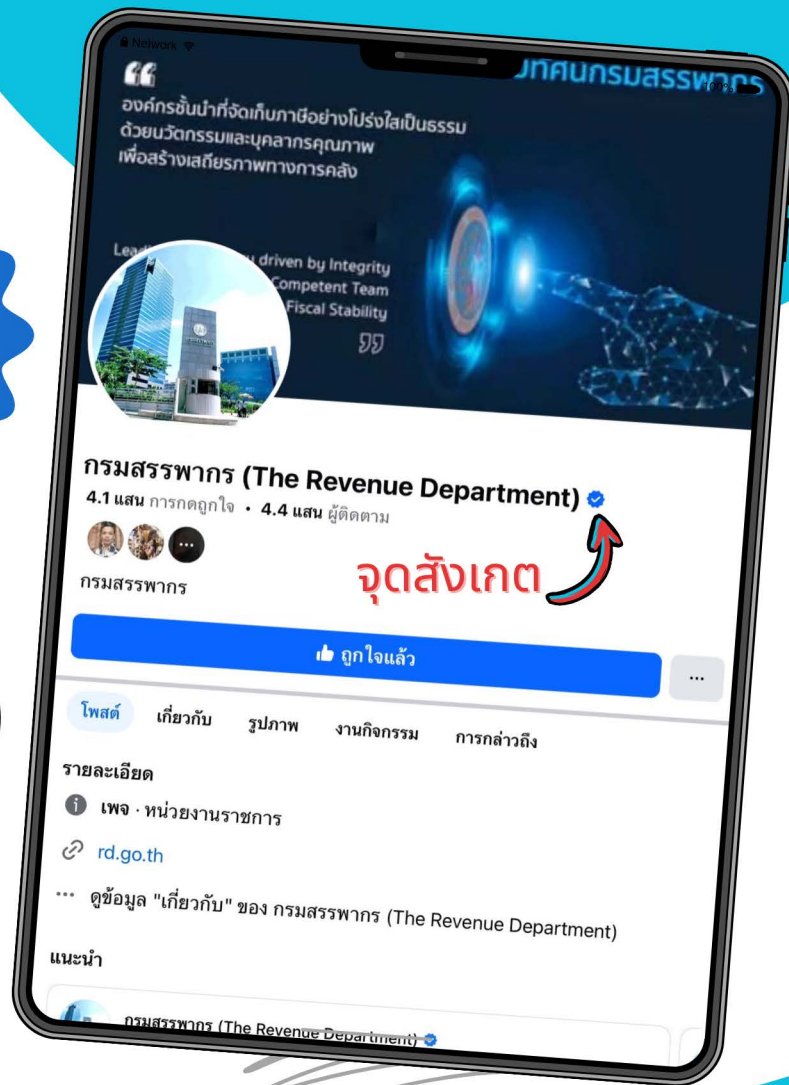 Network
100%
องค์กรชั้นนำที่จัดเก็บภาษีอย่างโปร่งใสเป็นธรรม
ด้วยนวัตกรรมและบุคลากรคุณภาพ
เพื่อสร้างเสถียรภาพทางการคลัง
driven by Integrity
Competent Team
Fiscal Stability
กรมสรรพากร (The Revenue Department)
4.1 แสน การกดถูกใจ • 4.4 แสน ผู้ติดตาม
กรมสรรพากร
จุดสังเกต
ถูกใจแล้ว
...
โพสต์ เกี่ยวกับ รูปภาพ งานกิจกรรม การกล่าวถึง
รายละเอียด
เพจ · หน่วยงานราชการ
rd.go.th
... ดูข้อมูล "เกี่ยวกับ" ของ กรมสรรพากร (The Revenue Department)
แนะนำ
กรมสรรพากร (The Revenue Department)